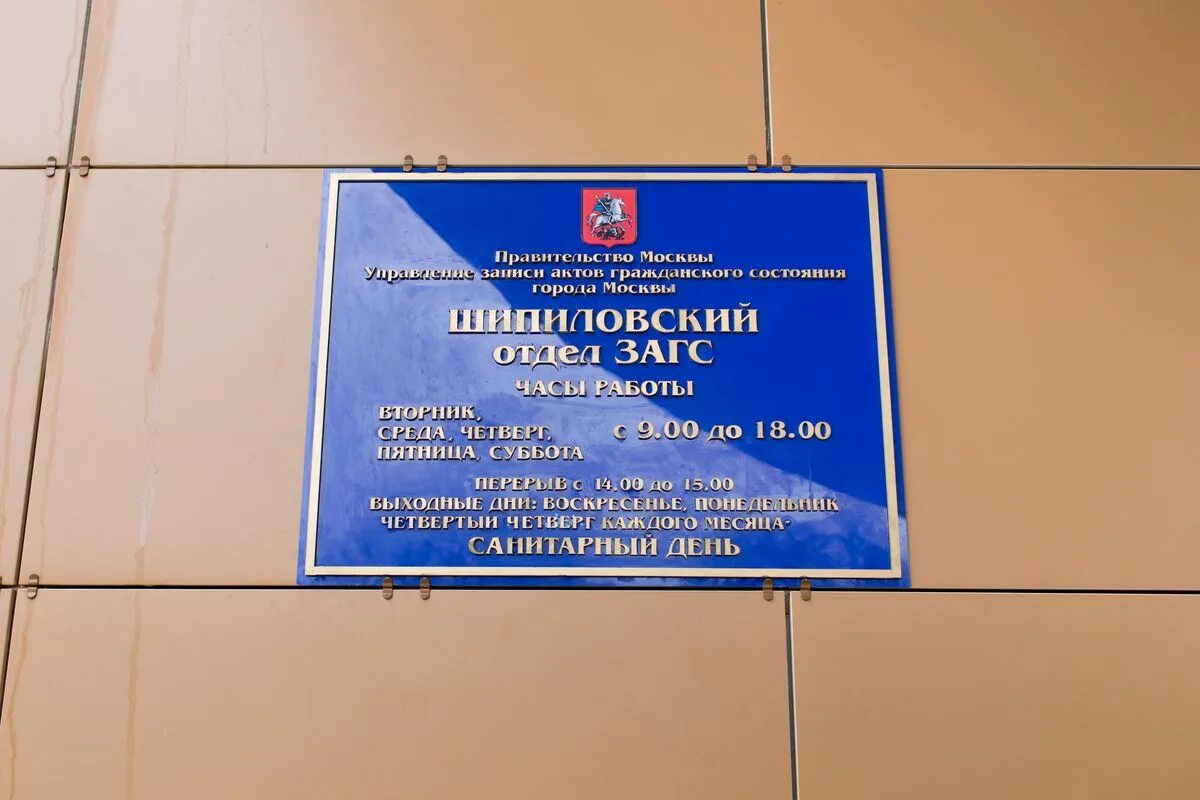 Правительство Москвы
Управление записи актов гражданского состояния
города Москвы
ШИПИЛОВСКИЙ
отдел ЗАГС
ЧАСЫ РАБОТЫ
ВТОРНИК,
СРЕДА, ЧЕТВЕРГ,
ПЯТНИЦА, СУББОТА
с 9.00 до 18.00
ПЕРЕРЫВ с 14.00 до 15.00
ВЫХОДНЫЕ ДНИ: ВОСКРЕСЕНЬЕ, ПОНЕДЕЛЬНИК
ЧЕТВЕРТЫЙ ЧЕТВЕРГ КАЖДОГО МЕСЯЦА-
САНИТАРНЫЙ ДЕНЬ